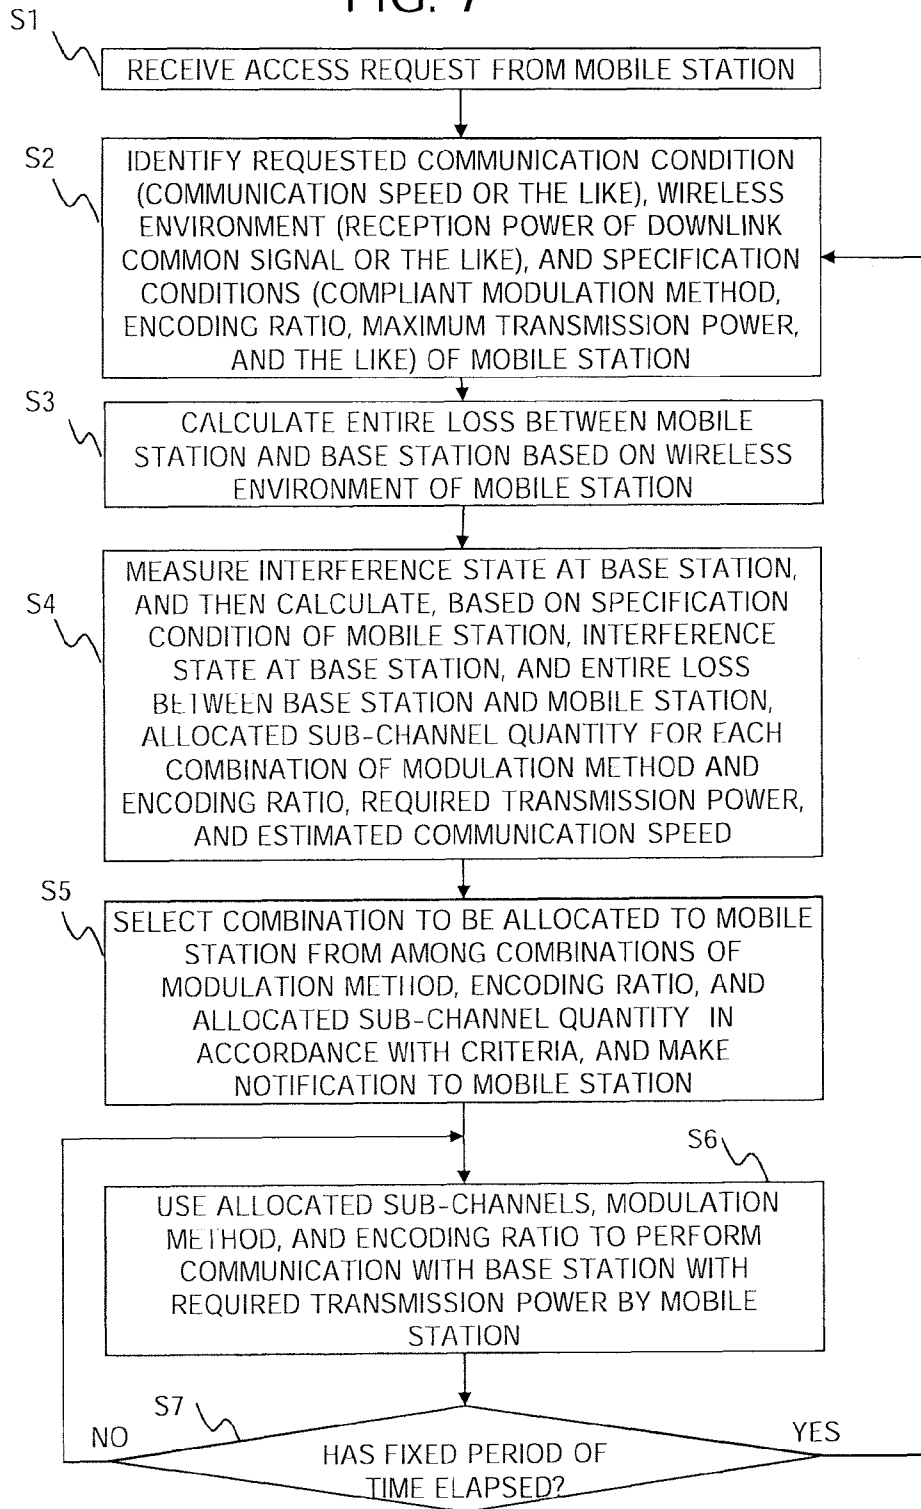 FIG. 7
S1
RECEIVE ACCESS REQUEST FROM MOBILE STATION
S2
IDENTIFY REQUESTED COMMUNICATION CONDITION
(COMMUNICATION SPEED OR THE LIKE), WIRELESS
ENVIRONMENT (RECEPTION POWER OF DOWNLINK
COMMON SIGNAL OR THE LIKE), AND SPECIFICATION
CONDITIONS (COMPLIANT MODULATION METHOD,
ENCODING RATIO, MAXIMUM TRANSMISSION POWER,
AND THE LIKE) OF MOBILE STATION
S3
CALCULATE ENTIRE LOSS BETWEEN MOBILE
STATION AND BASE STATION BASED ON WIRELESS
ENVIRONMENT OF MOBILE STATION
S4
MEASURE INTERFERENCE STATE AT BASE STATION,
AND THEN CALCULATE, BASED ON SPECIFICATION
CONDITION OF MOBILE STATION, INTERFERENCE
STATE AT BASE STATION, AND ENTIRE LOSS
BETWEEN BASE STATION AND MOBILE STATION,
ALLOCATED SUB-CHANNEL QUANTITY FOR EACH
COMBINATION OF MODULATION METHOD AND
ENCODING RATIO, REQUIRED TRANSMISSION POWER,
AND ESTIMATED COMMUNICATION SPEED
S5
SELECT COMBINATION TO BE ALLOCATED TO MOBILE
STATION FROM AMONG COMBINATIONS OF
MODULATION METHOD, ENCODING RATIO, AND
ALLOCATED SUB-CHANNEL QUANTITY IN
ACCORDANCE WITH CRITERIA, AND MAKE
NOTIFICATION TO MOBILE STATION
S6
USE ALLOCATED SUB-CHANNELS, MODULATION
METHOD, AND ENCODING RATIO TO PERFORM
COMMUNICATION WITH BASE STATION WITH
REQUIRED TRANSMISSION POWER BY MOBILE
STATION
S7
NO
YES
HAS FIXED PERIOD OF
TIME ELAPSED?